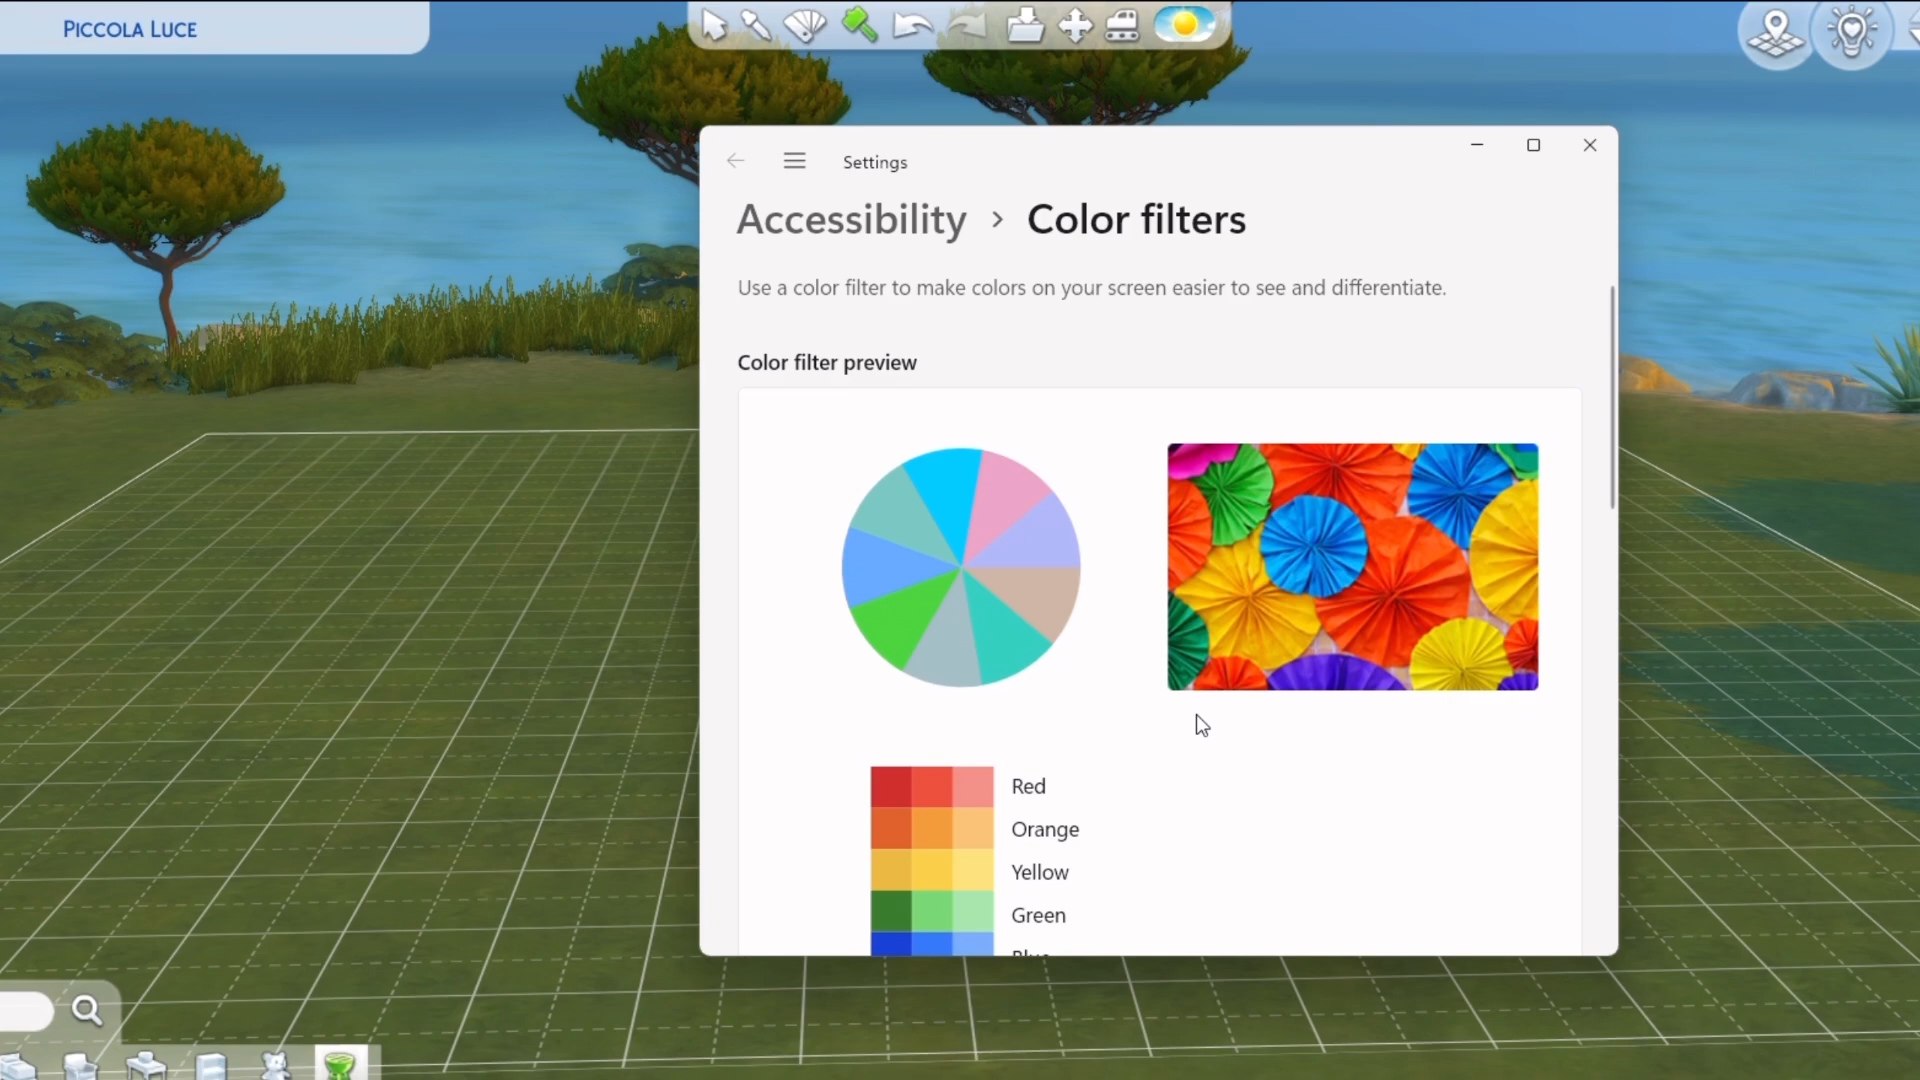 PICCOLA LUCE
Settings
Accessibility > Color filters
Use a color filter to make colors on your screen easier to see and differentiate.
Color filter preview
Red
Orange
Yellow
Green